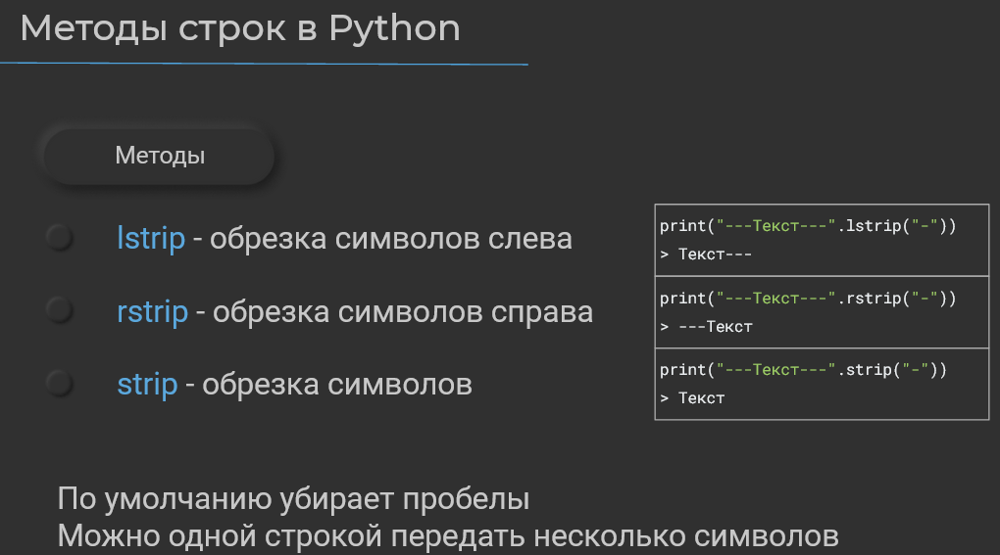 Методы строк в Python
Методы
lstrip - обрезка символов слева
rstrip - обрезка символов справа
strip - обрезка символов
print("---Текст---".lstrip("-"))
> Текст---
print("---Текст---".rstrip("-"))
> ---Текст
print("---Текст---".strip("-"))
> Текст
По умолчанию убирает пробелы
Можно одной строкой передать несколько символов